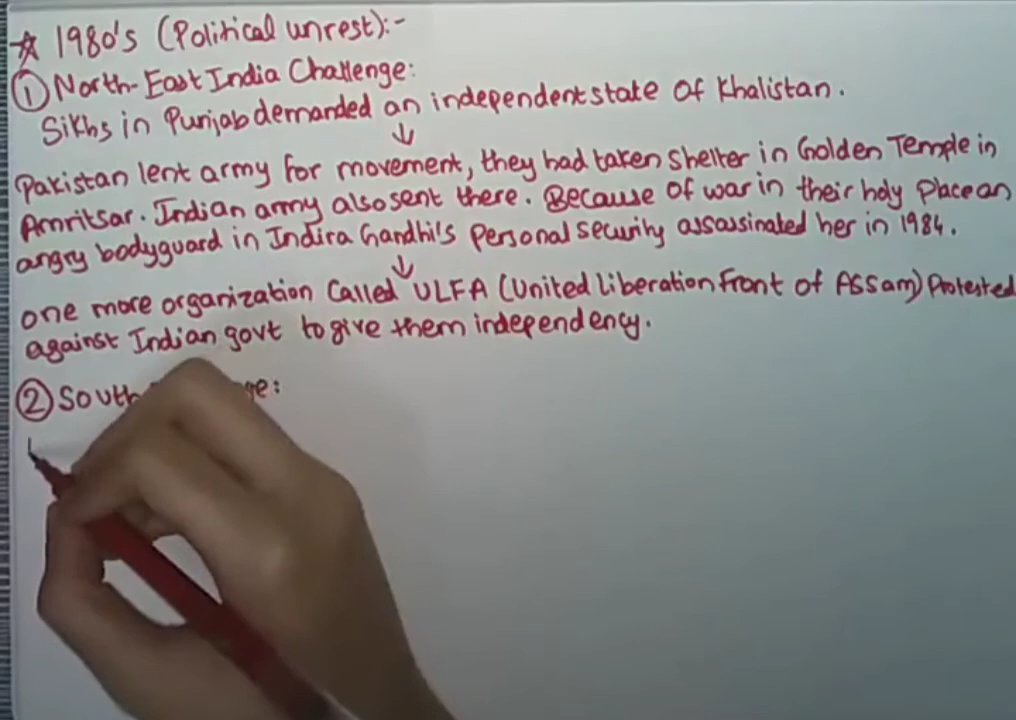 ☆ 1980's (Political unrest):-
① North-East India Challenge:
Sikhs in Punjab demanded an independent state of Khalistan.
↓
Pakistan lent army for movement, they had taken shelter in Golden Temple in
Amritsar. Indian army also sent there. Because of war in their holy place an
angry bodyguard in Indira Gandhi's personal security assassinated her in 1984.
↓
one more organization called ULFA (United liberation front of Assam) Protested
against Indian govt to give them independency.
② South